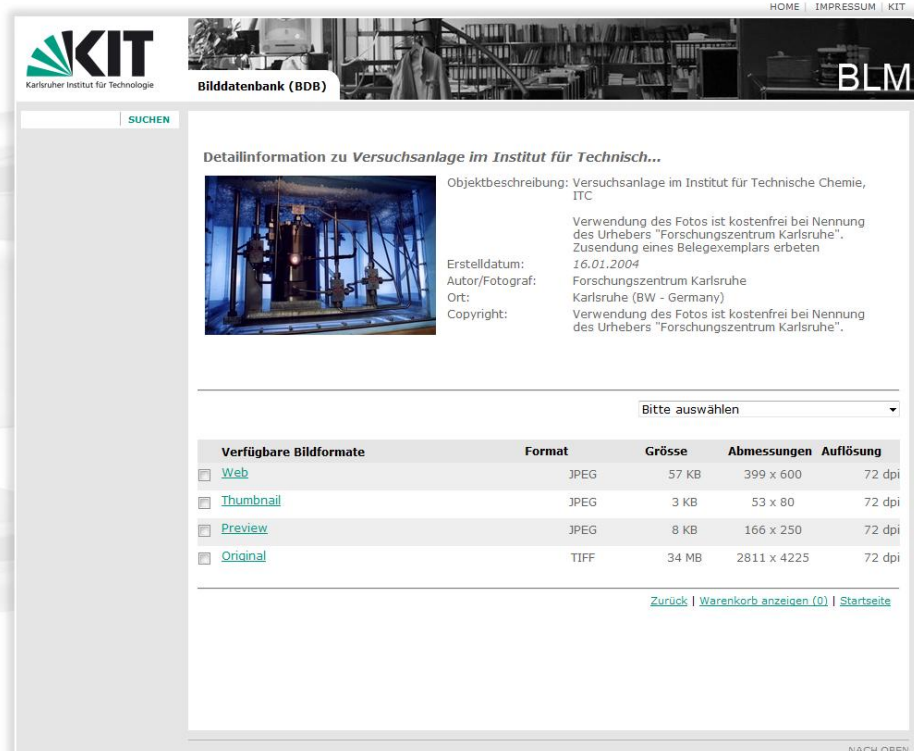 HOME | IMPRESSUM | KIT
KIT
Karlsruher Institut für Technologie
Bilddatenbank (BDB)
BLM
SUCHEN
Detailinformation zu Versuchsanlage im Institut für Technisch...
Objektbeschreibung: Versuchsanlage im Institut für Technische Chemie,
ITC
Verwendung des Fotos ist kostenfrei bei Nennung
des Urhebers "Forschungszentrum Karlsruhe".
Zusendung eines Belegexemplars erbeten
Erstelldatum: 16.01.2004
Autor/Fotograf: Forschungszentrum Karlsruhe
Ort: Karlsruhe (BW - Germany)
Copyright: Verwendung des Fotos ist kostenfrei bei Nennung
des Urhebers "Forschungszentrum Karlsruhe".
Bitte auswählen
Verfügbare Bildformate Format Grösse Abmessungen Auflösung
Web JPEG 57 KB 399 x 600 72 dpi
Thumbnail JPEG 3 KB 53 x 80 72 dpi
Preview JPEG 8 KB 166 x 250 72 dpi
Original TIFF 34 MB 2811 x 4225 72 dpi
Zurück | Warenkorb anzeigen (0) | Startseite
NACH OBEN